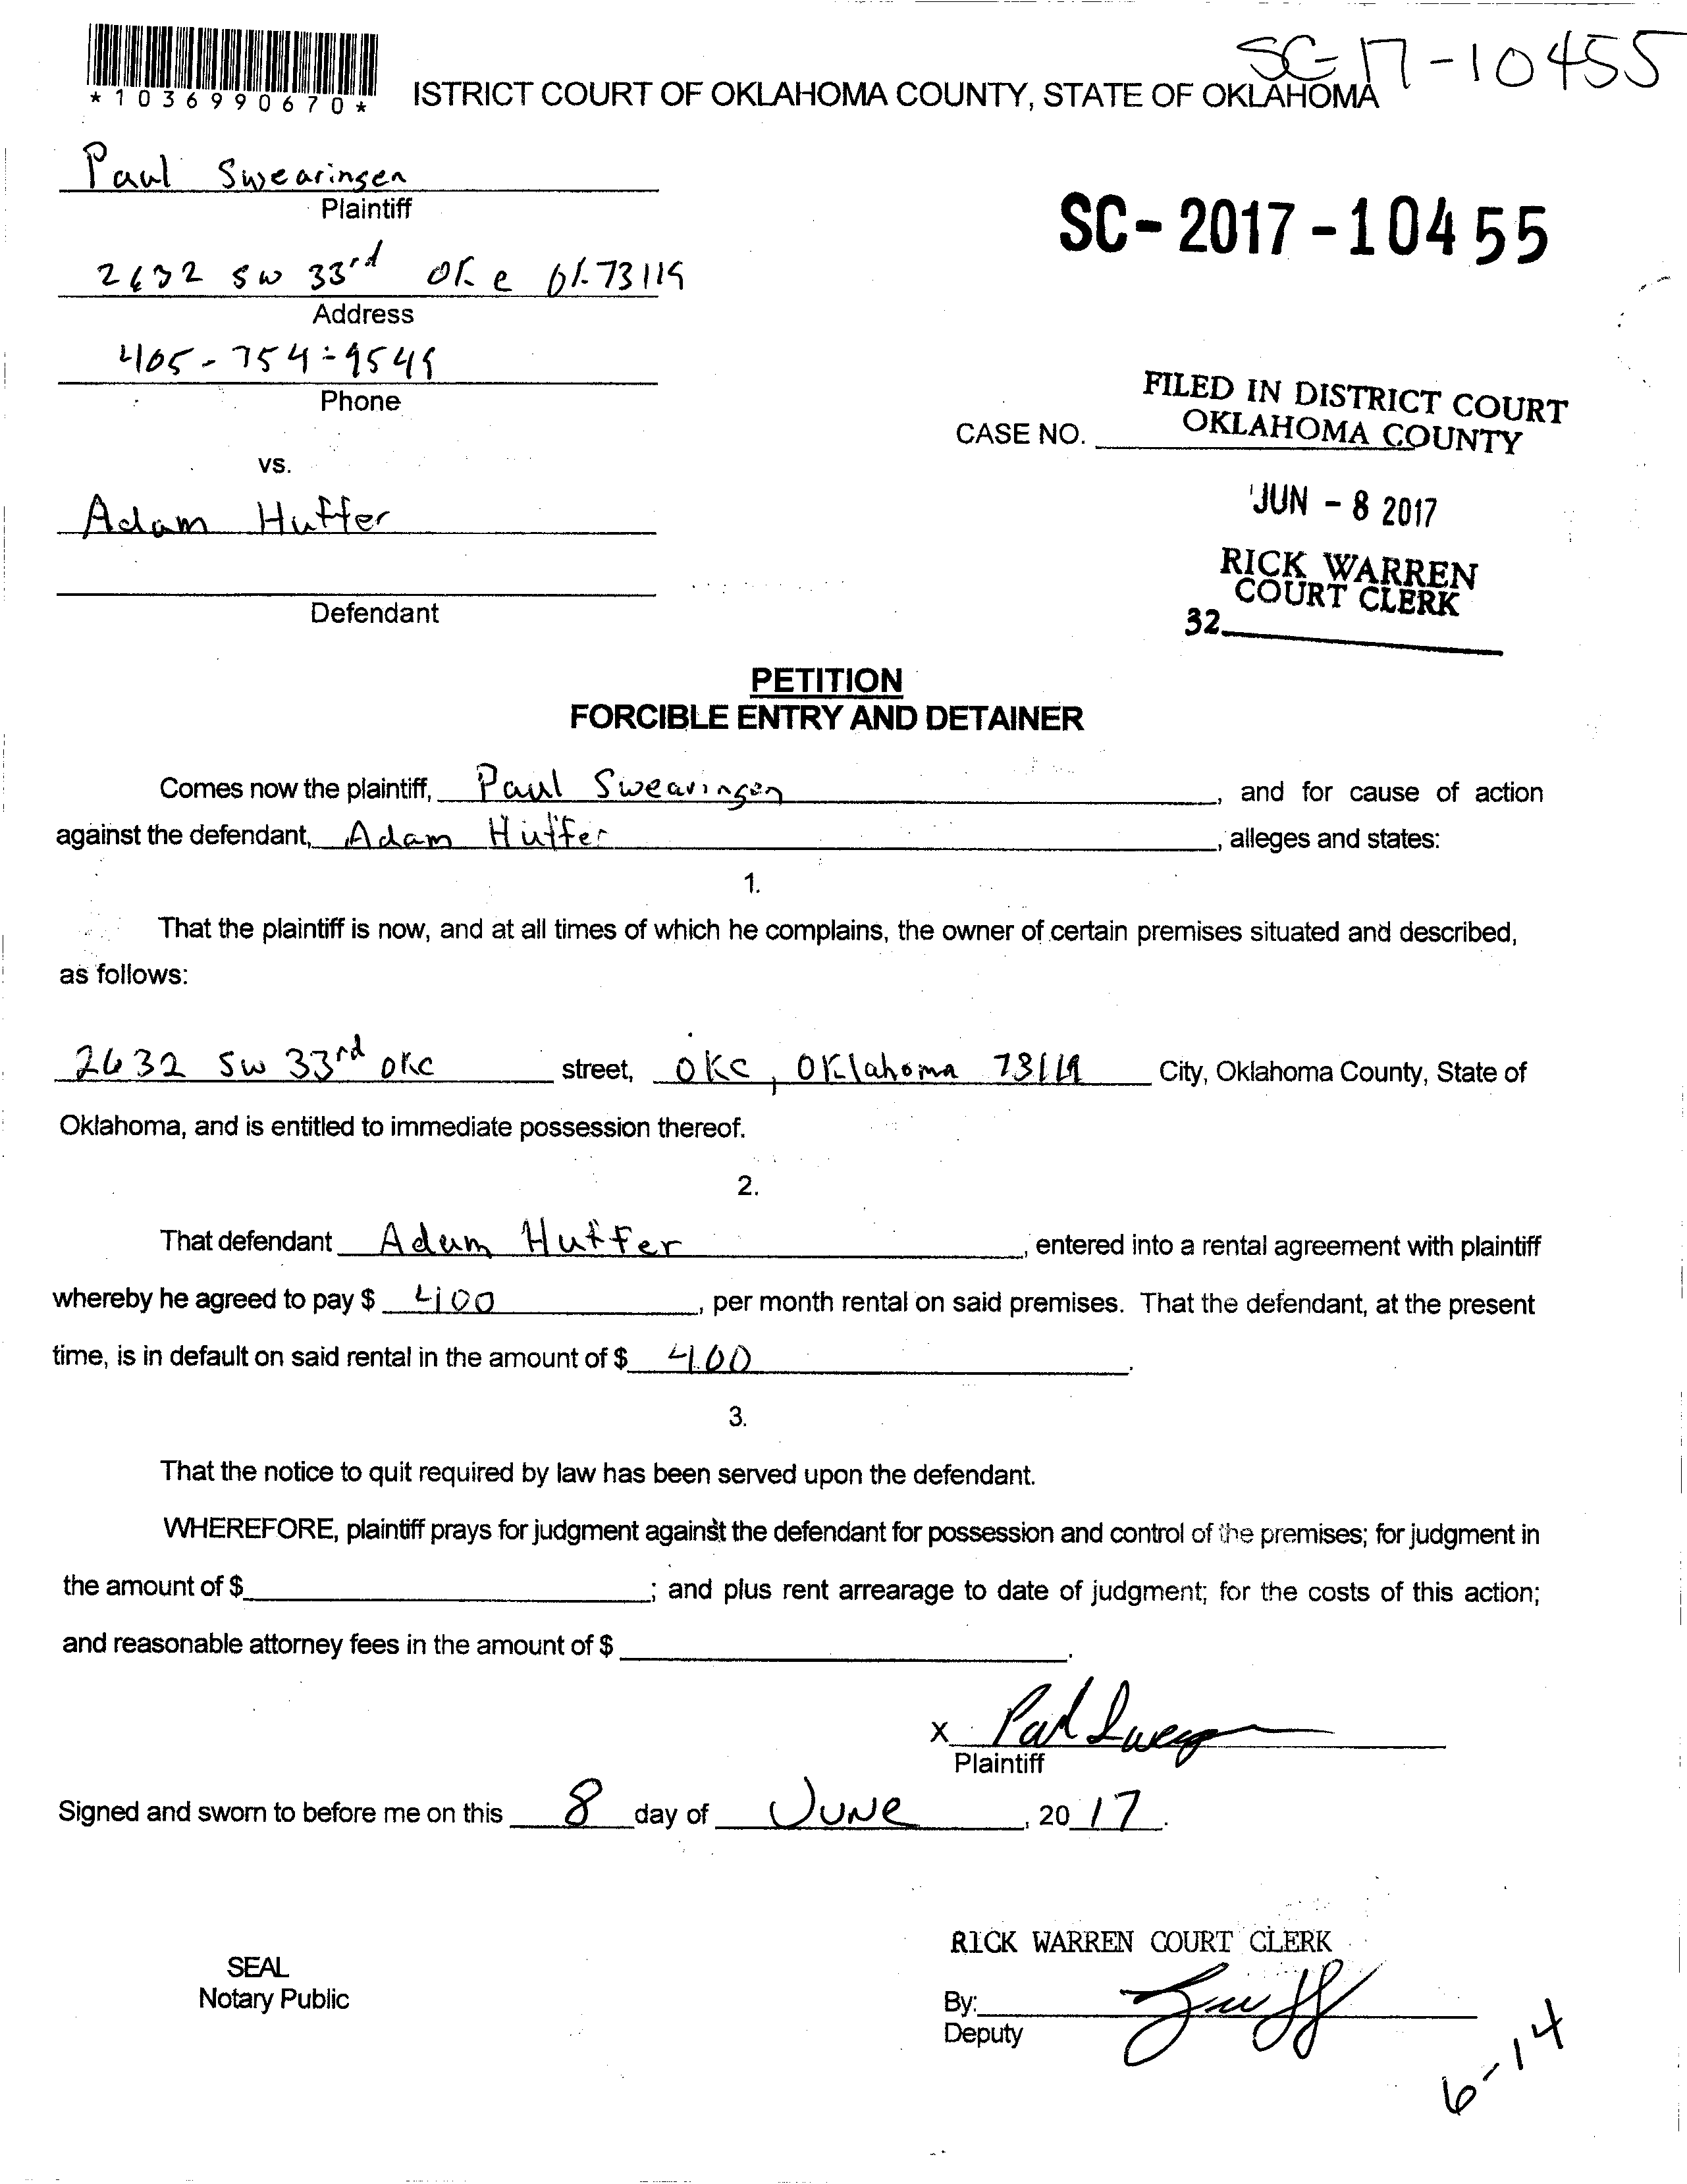 SC-17-10455
*1036990670*
ISTRICT COURT OF OKLAHOMA COUNTY, STATE OF OKLAHOMA
Paul Swearingen
Plaintiff
SC-2017-10455
2632 SW 33rd OKC Ok 73119
Address
405-754-9549
Phone
FILED IN DISTRICT COURT
OKLAHOMA COUNTY
CASE NO.
vs.
JUN - 8 2017
Adam Huffer
RICK WARREN
COURT CLERK
Defendant
32
PETITION
FORCIBLE ENTRY AND DETAINER
Comes now the plaintiff, Paul Swearingen, and for cause of action
against the defendant, Adam Huffer, alleges and states:
1.
That the plaintiff is now, and at all times of which he complains, the owner of certain premises situated and described,
as follows:
2632 SW 33rd OKC street, OKC, Oklahoma 73119 City, Oklahoma County, State of
Oklahoma, and is entitled to immediate possession thereof.
2.
That defendant Adam Huffer, entered into a rental agreement with plaintiff
whereby he agreed to pay $ 400, per month rental on said premises. That the defendant, at the present
time, is in default on said rental in the amount of $ 400.
3.
That the notice to quit required by law has been served upon the defendant.
WHEREFORE, plaintiff prays for judgment against the defendant for possession and control of the premises; for judgment in
the amount of $ ; and plus rent arrearage to date of judgment; for the costs of this action;
and reasonable attorney fees in the amount of $ .
X Paul
Plaintiff
Signed and sworn to before me on this 8 day of June, 2017.
RICK WARREN COURT CLERK
SEAL
Notary Public
By:
Deputy
6-14